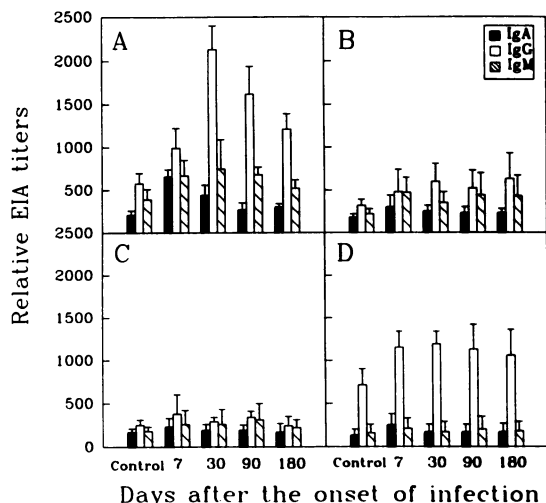 2500
A
B
IgA
IgG
IgM
2000
1500
1000
500
2500
C
D
2000
1500
1000
500
0
Relative EIA titers
Control 7 30 90 180
Control 7 30 90 180
Days after the onset of infection